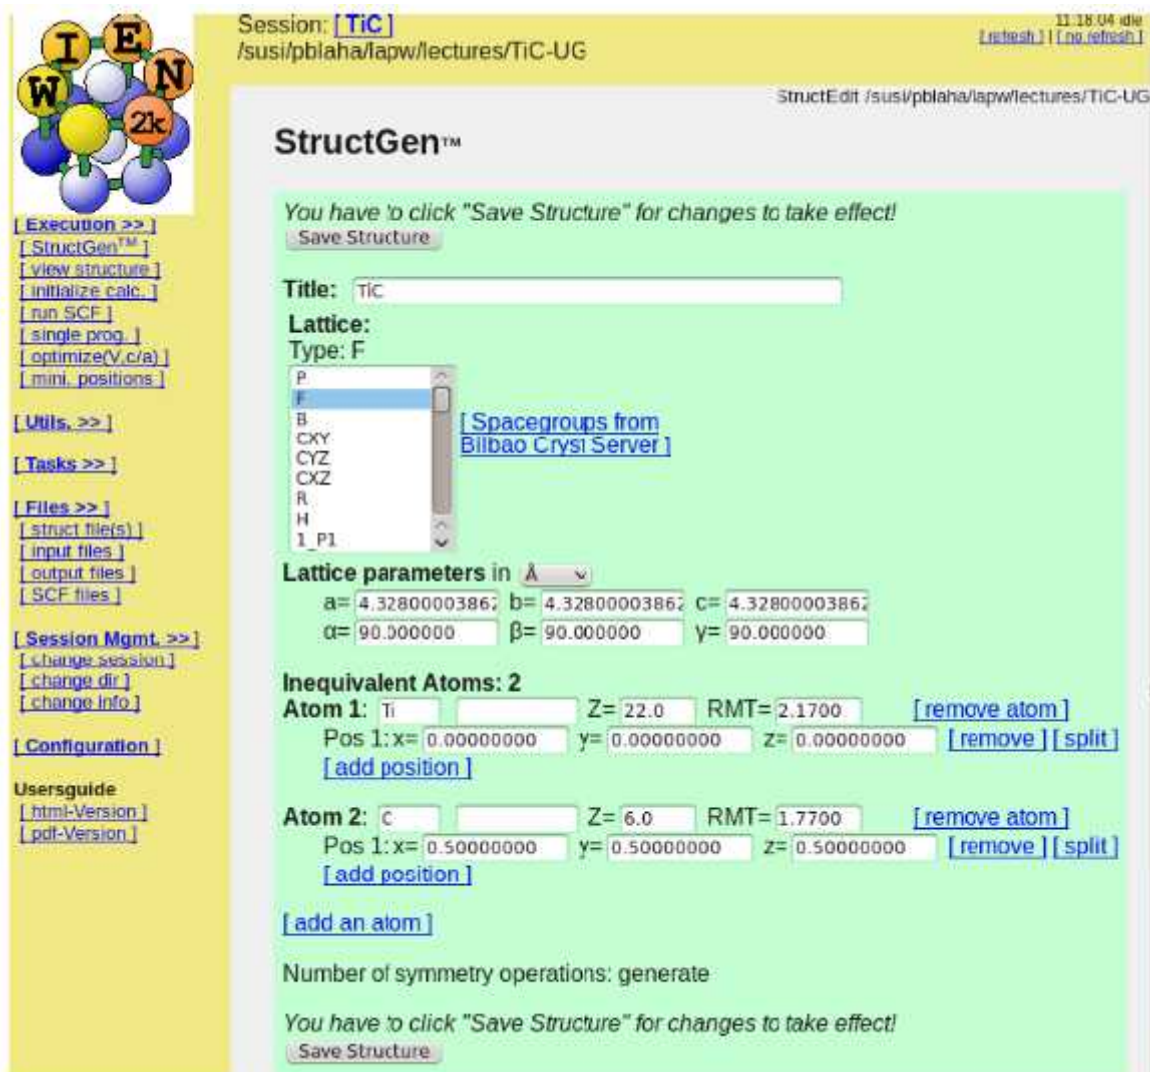 W I E N 2k
Session: [ TiC ]
/susi/pblaha/lapw/lectures/TiC-UG
11:18:04 idle
[ refresh ] | [ no refresh ]
[ Execution >> ]
[ StructGen™ ]
[ view structure ]
[ initialize calc. ]
[ run SCF ]
[ single prog. ]
[ optimize(V,c/a) ]
[ mini. positions ]
[ Utils. >> ]
[ Tasks >> ]
[ Files >> ]
[ struct file(s) ]
[ input files ]
[ output files ]
[ SCF files ]
[ Session Mgmt. >> ]
[ change session ]
[ change dir ]
[ change info ]
[ Configuration ]
Usersguide
[ html-Version ]
[ pdf-Version ]
StructEdit /susi/pblaha/lapw/lectures/TiC-UG
StructGen™
You have to click "Save Structure" for changes to take effect!
Save Structure
Title: TiC
Lattice:
Type: F
P
F
B
CXY
CYZ
CXZ
R
H
1_P1
[ Spacegroups from
Bilbao Cryst Server ]
Lattice parameters in Å
a= 4.32800003862 b= 4.32800003862 c= 4.32800003862
α= 90.000000 β= 90.000000 γ= 90.000000
Inequivalent Atoms: 2
Atom 1: Ti Z= 22.0 RMT= 2.1700 [ remove atom ]
Pos 1: x= 0.00000000 y= 0.00000000 z= 0.00000000 [ remove ] [ split ]
[ add position ]
Atom 2: C Z= 6.0 RMT= 1.7700 [ remove atom ]
Pos 1: x= 0.50000000 y= 0.50000000 z= 0.50000000 [ remove ] [ split ]
[ add position ]
[ add an atom ]
Number of symmetry operations: generate
You have to click "Save Structure" for changes to take effect!
Save Structure